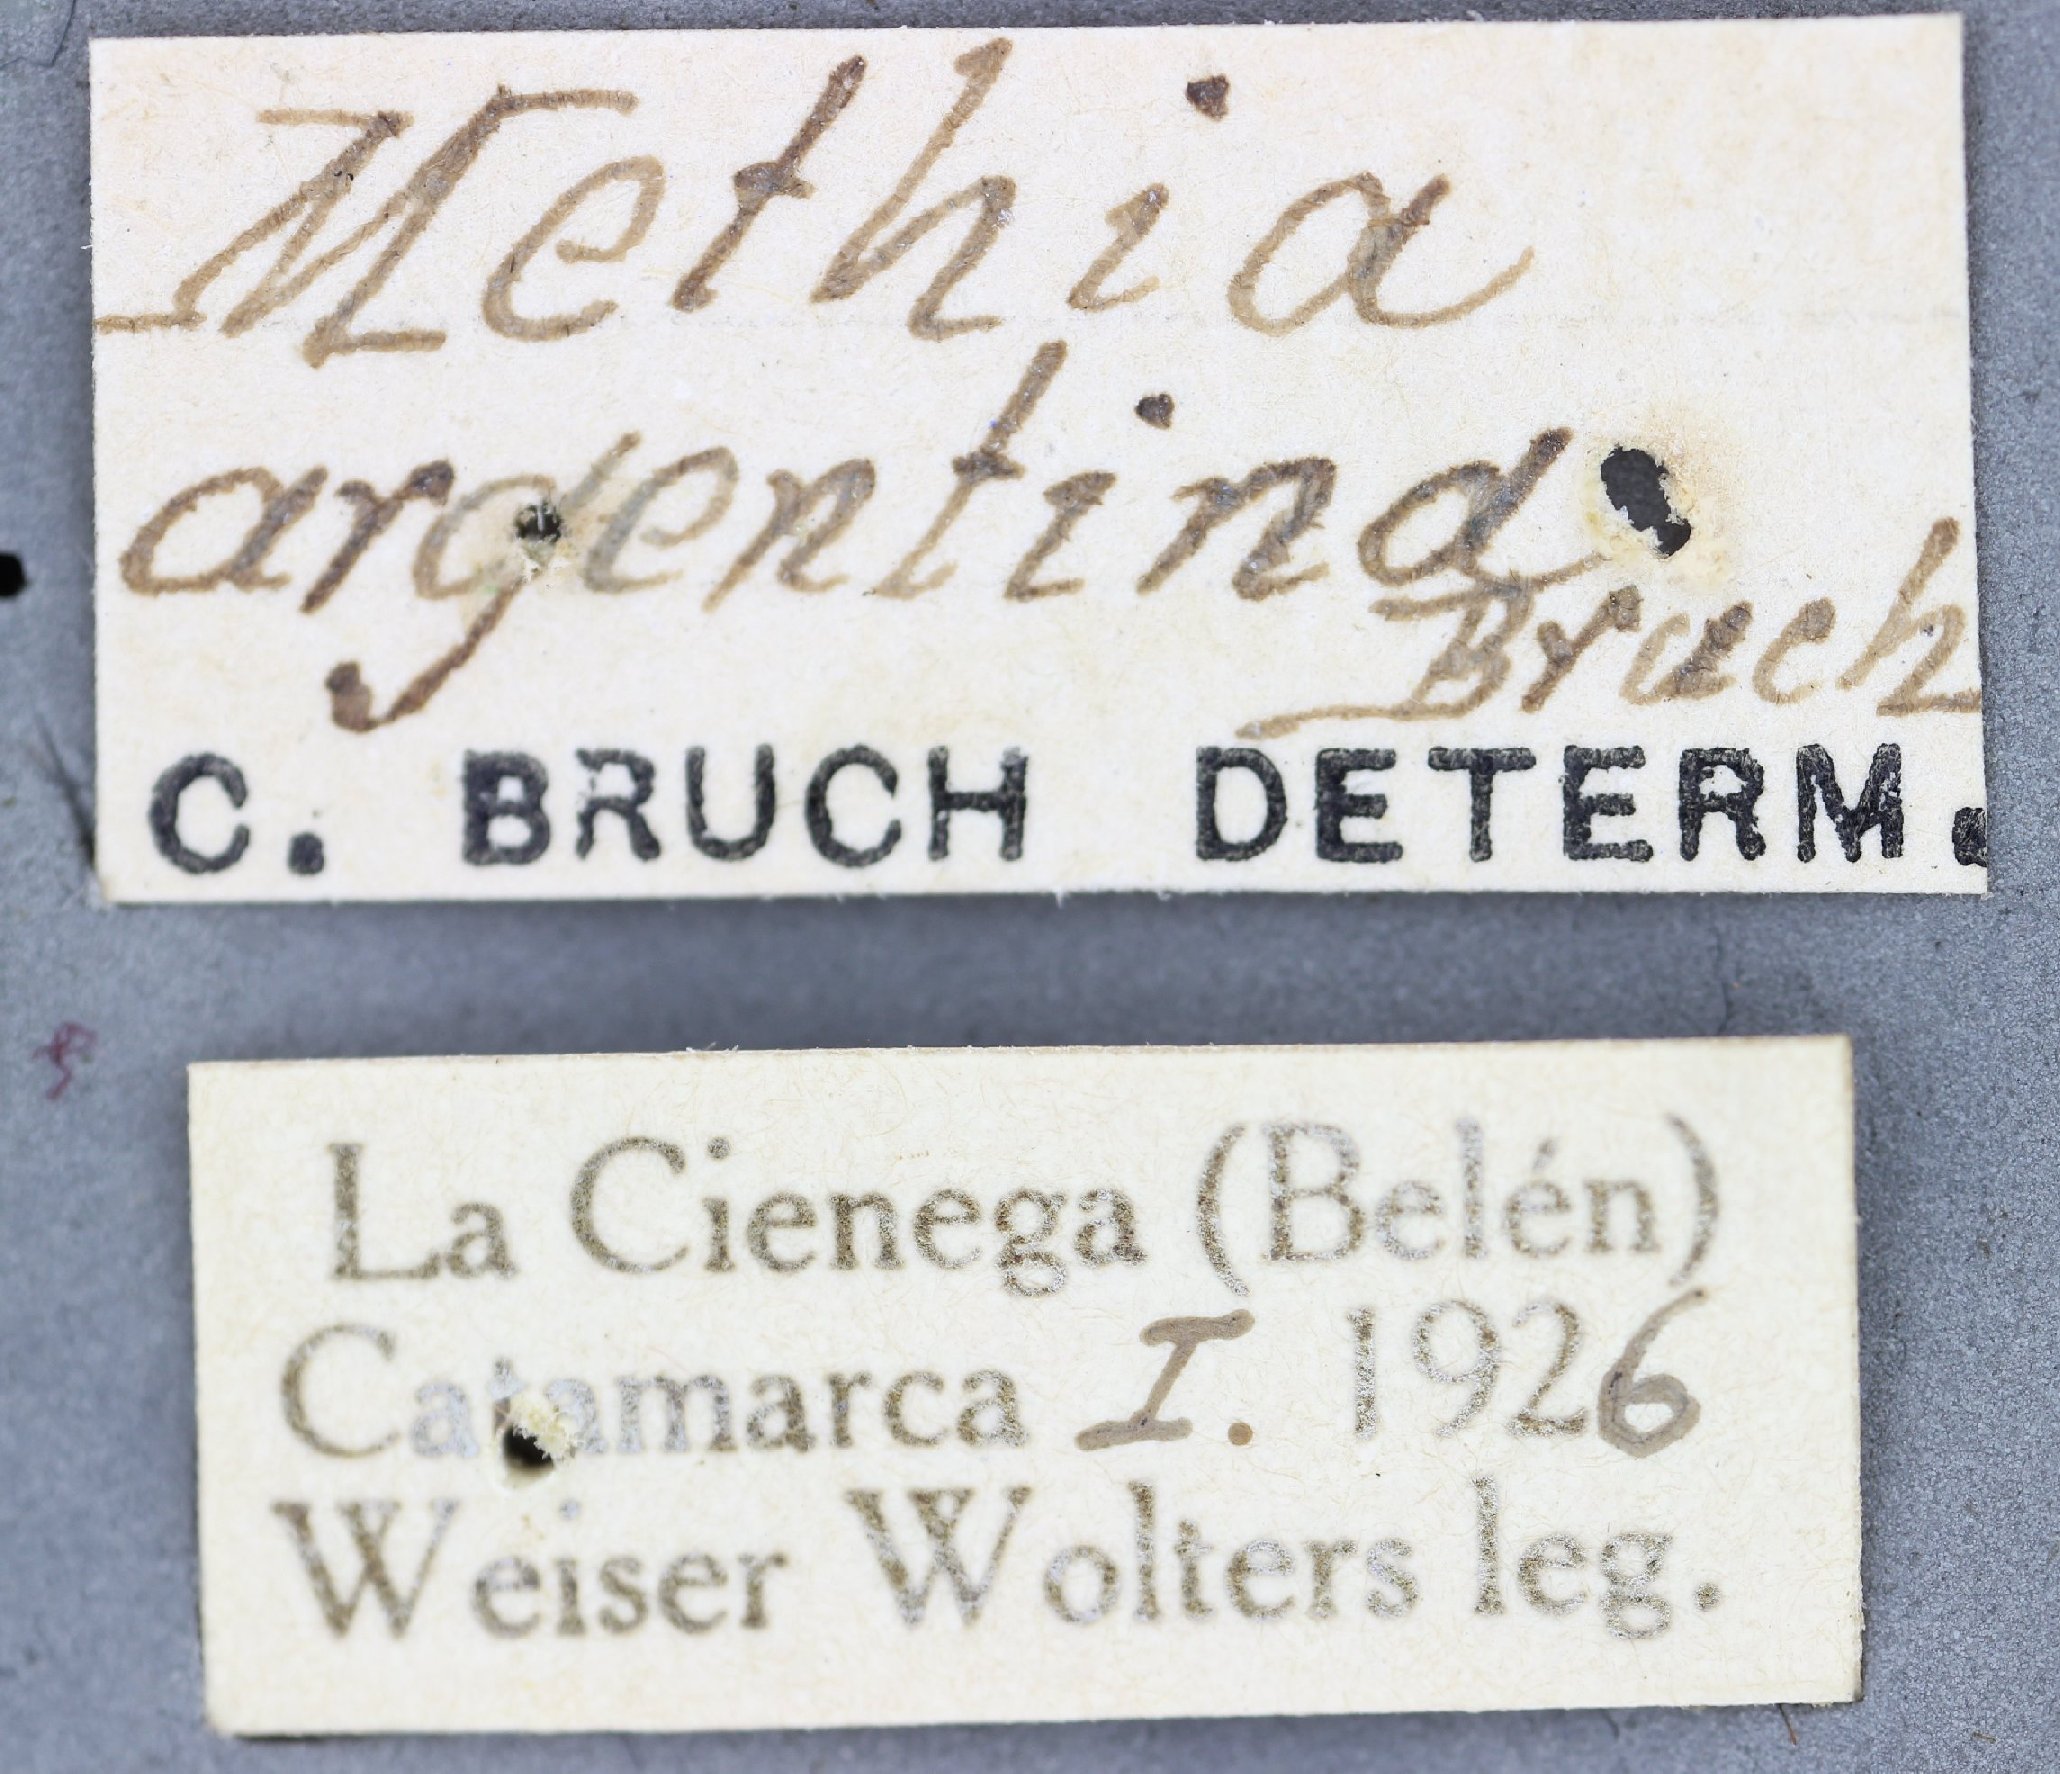 Methia
argentina
Bruch
C. BRUCH DETERM.
La Cienega (Belén)
Catamarca I. 1926
Weiser Wolters leg.